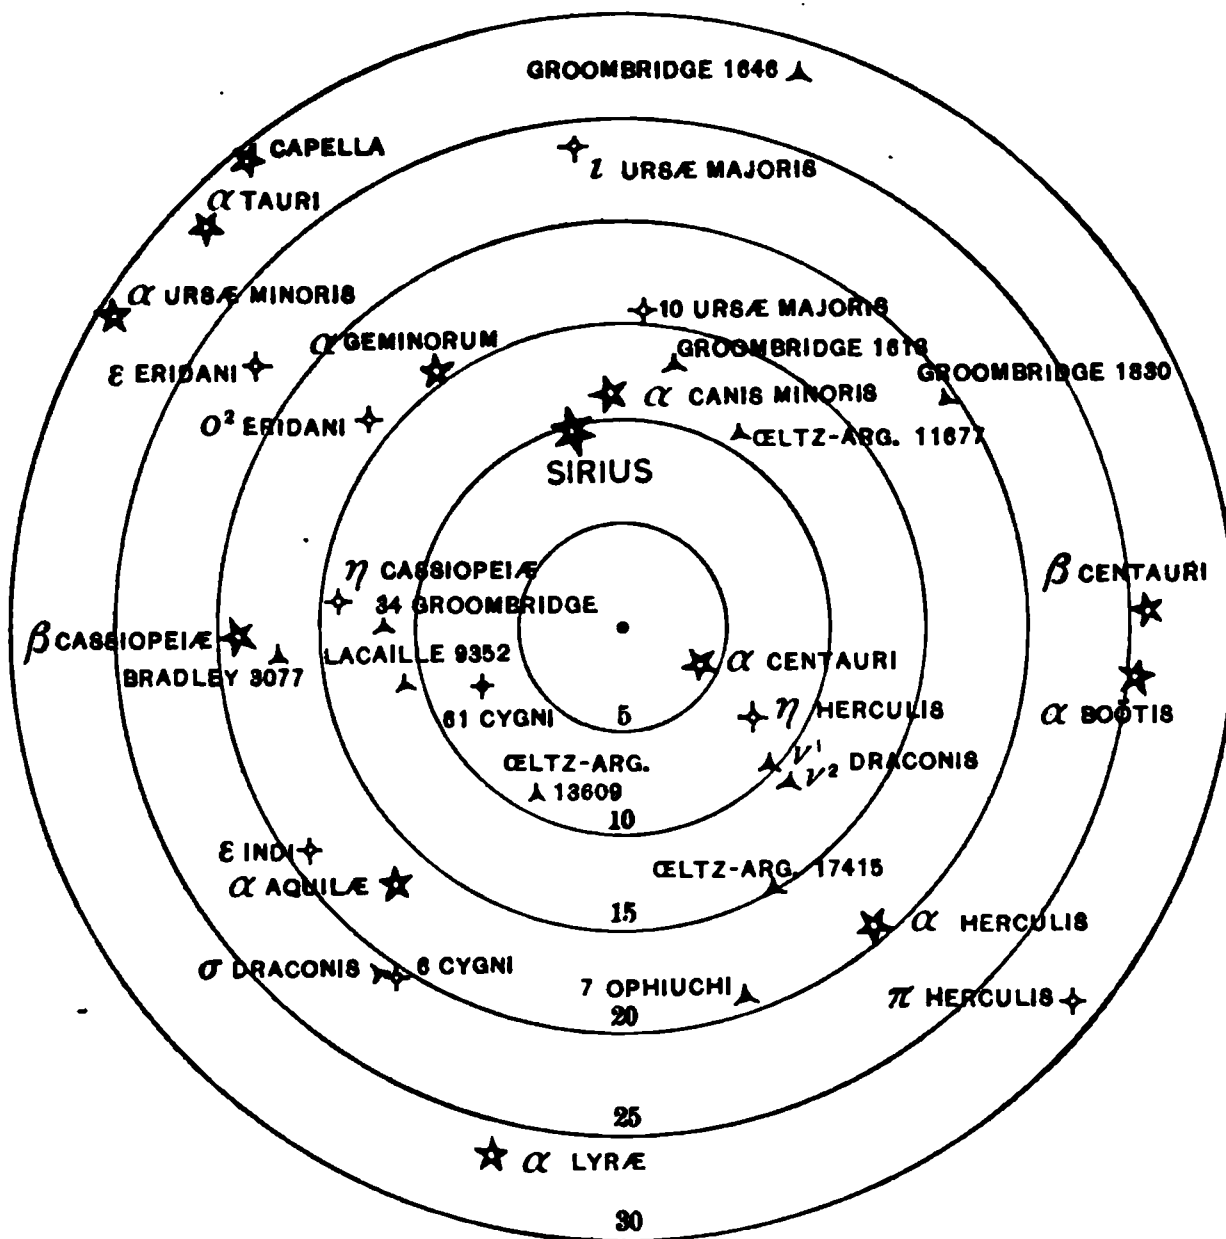 GROOMBRIDGE 1646
CAPELLA
ι URSÆ MAJORIS
α TAURI
α URSÆ MINORIS
10 URSÆ MAJORIS
α GEMINORUM
GROOMBRIDGE 1618
ε ERIDANI
GROOMBRIDGE 1830
α CANIS MINORIS
O² ERIDANI
ŒLTZ-ARG. 11677
SIRIUS
η CASSIOPEIÆ
β CENTAURI
34 GROOMBRIDGE
β CASSIOPEIÆ
LACAILLE 9352
α CENTAURI
BRADLEY 3077
61 CYGNI
5
η HERCULIS
α BOÖTIS
ν¹
ν² DRACONIS
ŒLTZ-ARG.
13609
10
ε INDI
α AQUILÆ
ŒLTZ-ARG. 17415
15
α HERCULIS
σ DRACONIS
6 CYGNI
7 OPHIUCHI
π HERCULIS
20
25
α LYRÆ
30